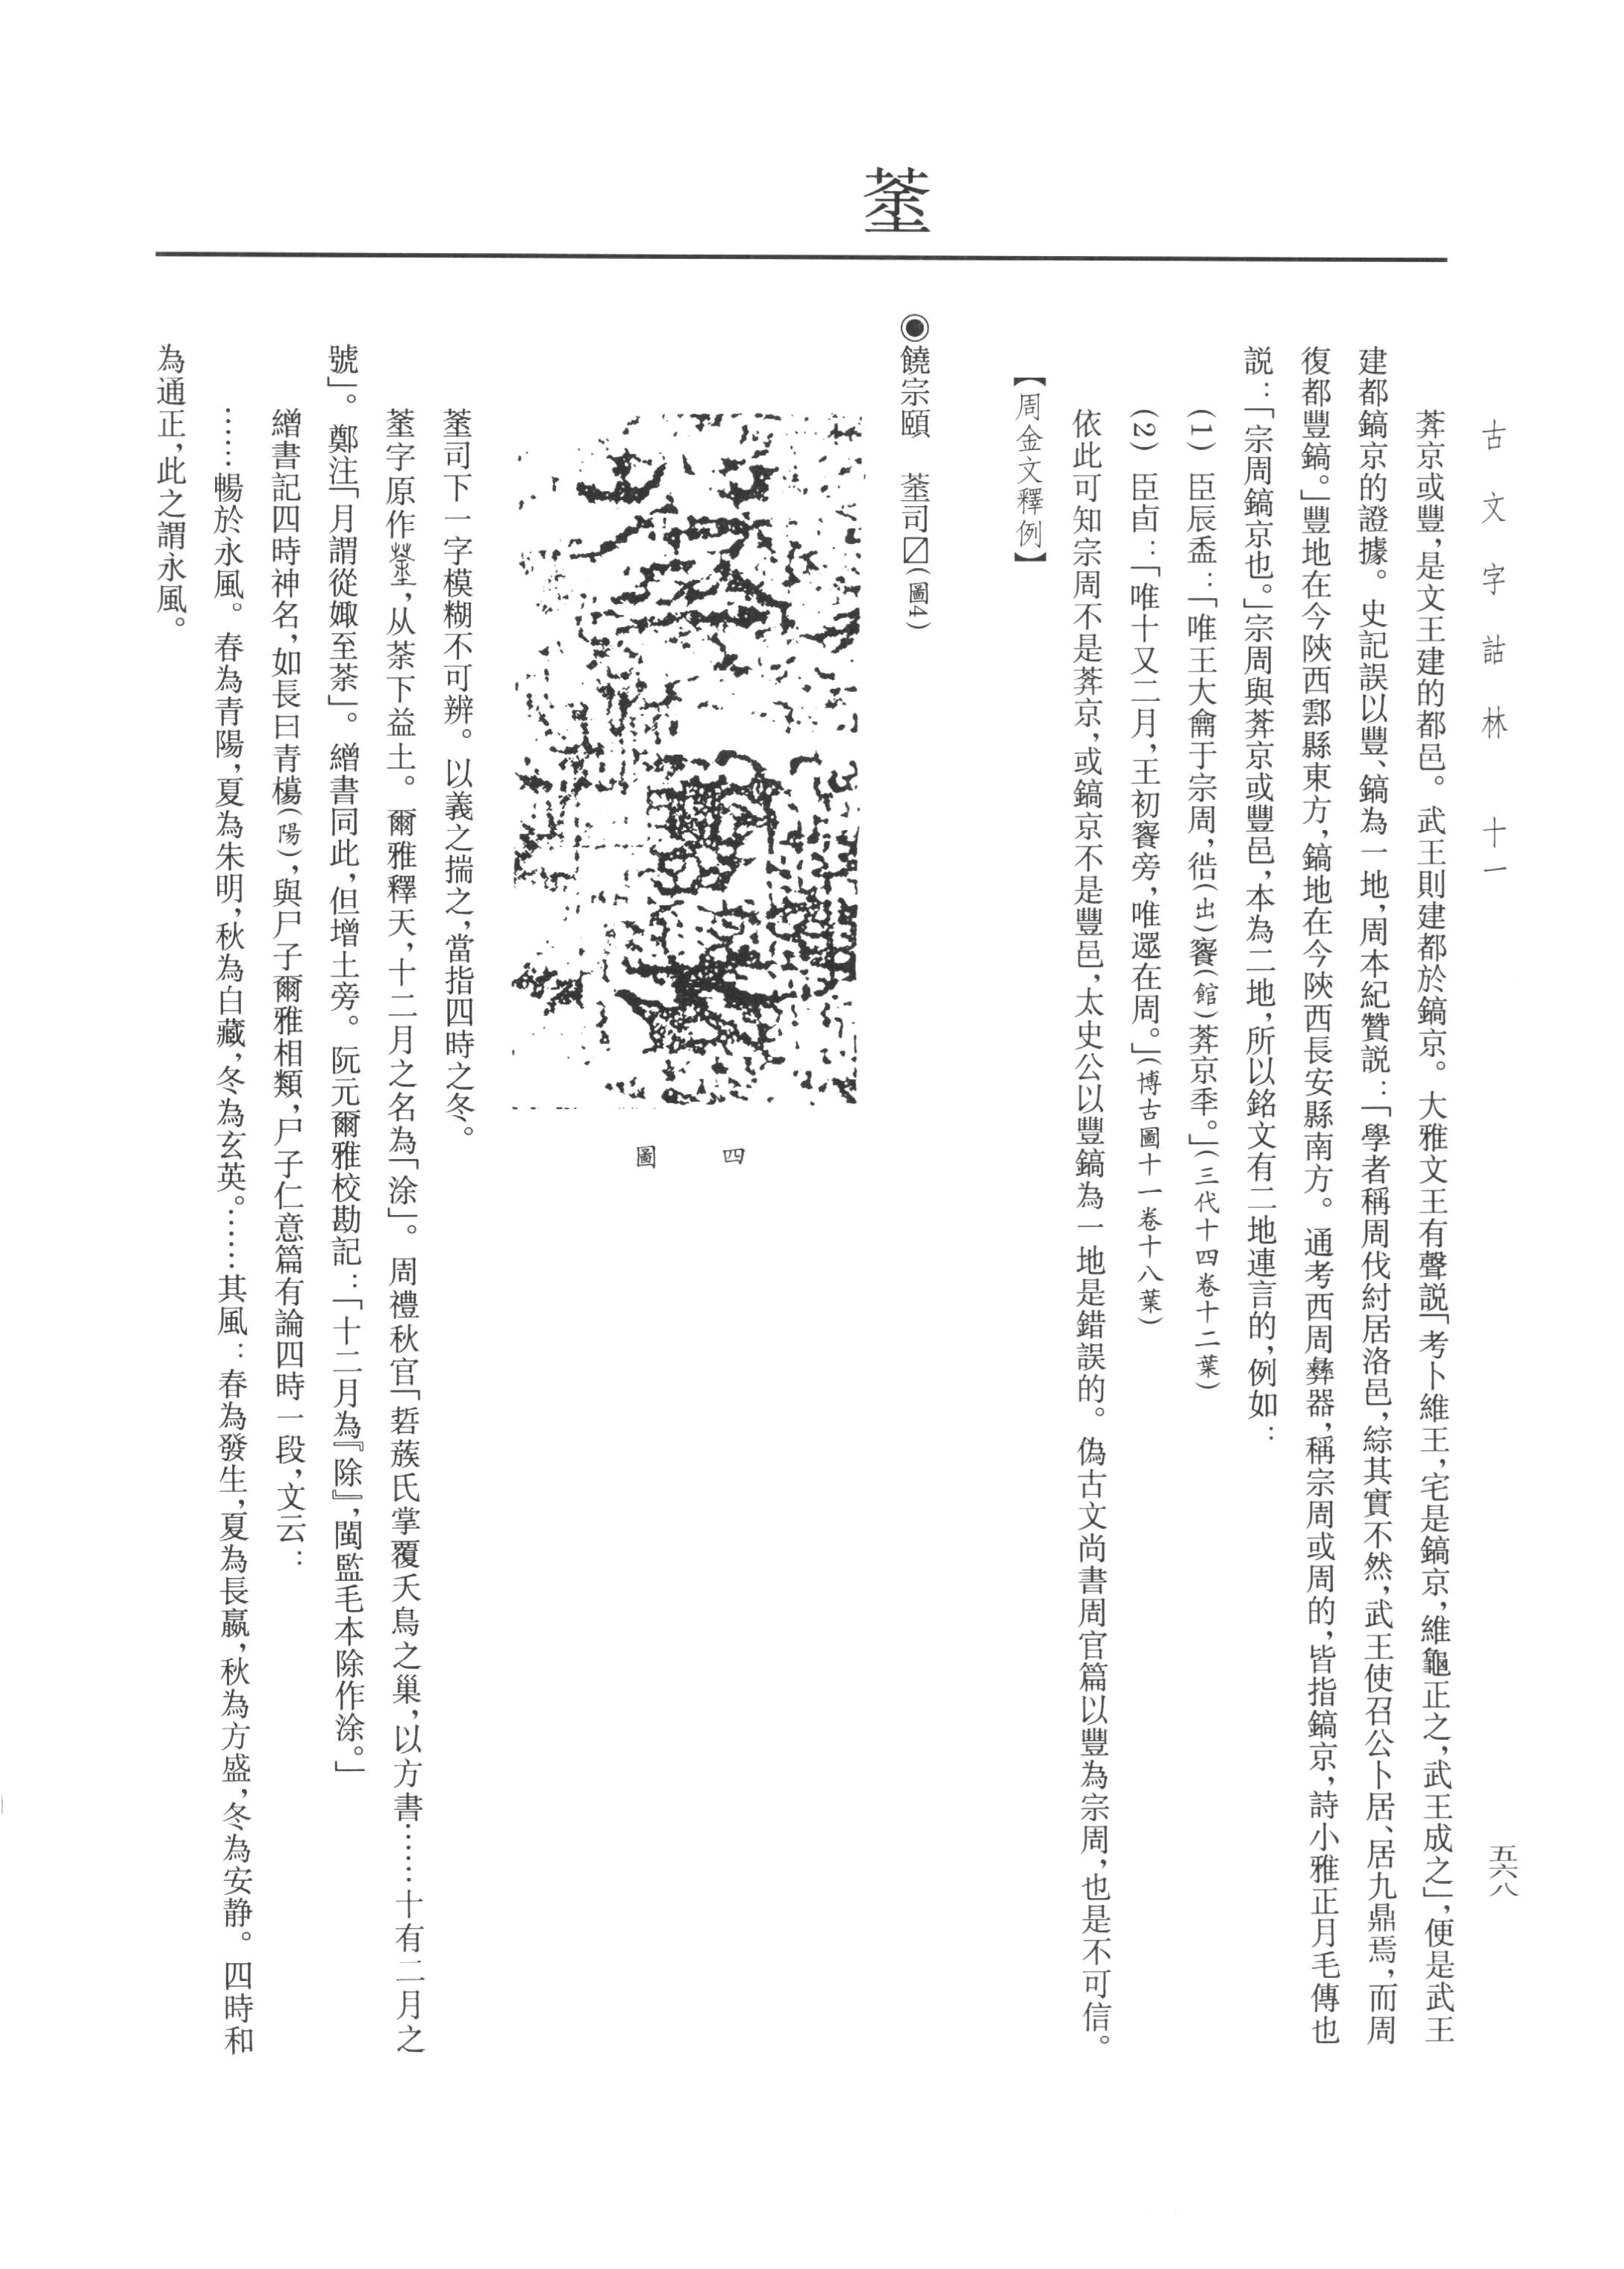 古文字詁林　十一
五六八
葊京或豐，是文王建的都邑。武王則建都於鎬京。大雅文王有聲説「考卜維王，宅是鎬京，維龜正之，武王成之」，便是武王
建都鎬京的證據。史記誤以豐、鎬為一地，周本紀贊説：「學者稱周伐紂居洛邑，綜其實不然，武王使召公卜居、居九鼎焉，而周
復都豐鎬。」豐地在今陝西鄠縣東方，鎬地在今陝西長安縣南方。通考西周彝器，稱宗周或周的，皆指鎬京，詩小雅正月毛傳也
説：「宗周鎬京也。」宗周與葊京或豐邑，本為二地，所以銘文有二地連言的，例如：
(1)　臣辰盉：「唯王大龠于宗周，𢓊(出)䬦(館)葊京秊。」(三代十四卷十二葉)
(2)　臣卣：「唯十又二月，王初䬦旁，唯還在周。」(博古圖十一卷十八葉)
依此可知宗周不是葊京，或鎬京不是豐邑，太史公以豐鎬為一地是錯誤的。偽古文尚書周官篇以豐為宗周，也是不可信。
【周金文釋例】
荎
◉饒宗頤　荎司〼(圖4)
圖　四
荎司下一字模糊不可辨。以義之揣之，當指四時之冬。
荎字原作，从荼下益土。爾雅釋天，十二月之名為「涂」。周禮秋官「硩蔟氏掌覆夭鳥之巢，以方書……十有二月之
號」。鄭注「月謂從娵至荼」。繒書同此，但增土旁。阮元爾雅校勘記：「十二月為『除』，閩監毛本除作涂。」
繒書記四時神名，如長曰青𣉙(陽)，與尸子爾雅相類，尸子仁意篇有論四時一段，文云：
……暢於永風。春為青陽，夏為朱明，秋為白藏，冬為玄英。……其風：春為發生，夏為長嬴，秋為方盛，冬為安静。四時和
為通正，此之謂永風。